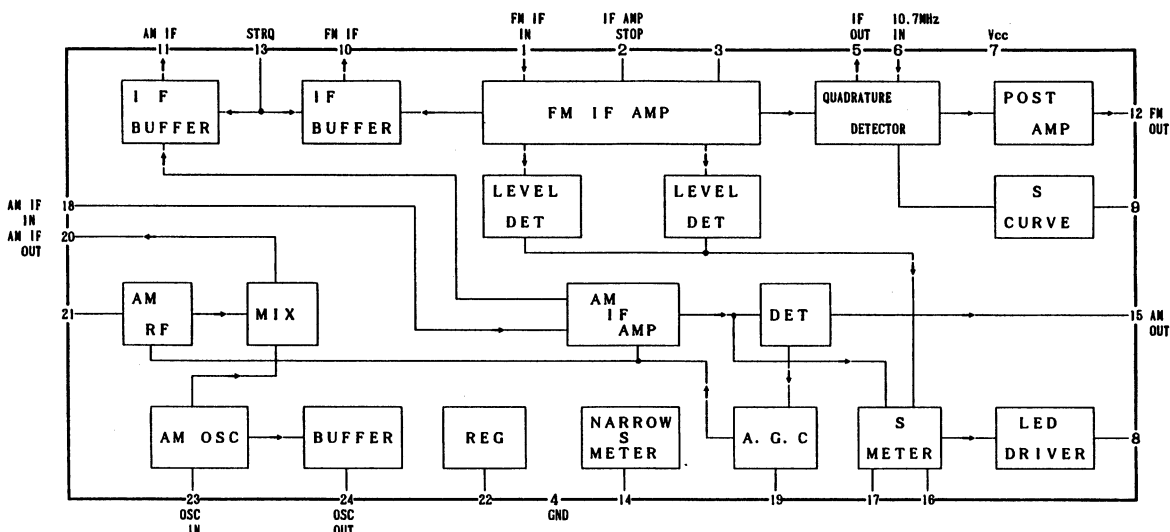 AM IF
11
STRQ
13
FM IF
10
FM IF
IN
1
IF AMP
STOP
2
3
IF
OUT
5
10.7MHz
IN
6
Vcc
7
IF
BUFFER
IF
BUFFER
FM IF AMP
QUADRATURE
DETECTOR
POST
AMP
12
FM
OUT
LEVEL
DET
LEVEL
DET
S
CURVE
9
AM IF
IN
18
AM IF
OUT
20
21
AM
RF
MIX
AM
IF
AMP
DET
15
AM
OUT
AM OSC
BUFFER
REG
NARROW
S
METER
A.G.C
S
METER
LED
DRIVER
8
23
OSC
IN
24
OSC
OUT
22
4
GND
14
19
17
16